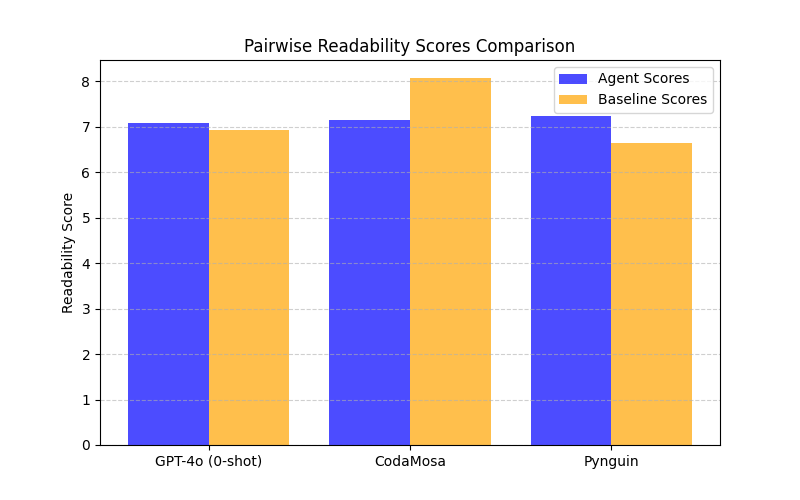 Pairwise Readability Scores Comparison
Agent Scores
Baseline Scores
Readability Score
8
7
6
5
4
3
2
1
0
GPT-4o (0-shot)
CodaMosa
Pynguin